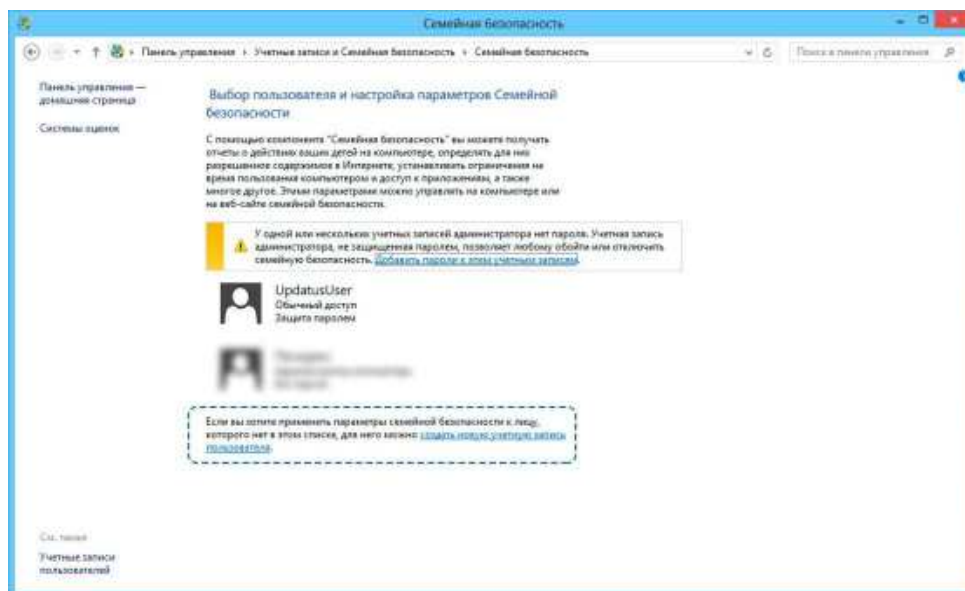 Семейная безопасность
Панель управления › Учетные записи и Семейная безопасность › Семейная безопасность
Поиск в панели управления
Панель управления —
домашняя страница
Системы оценок
Выбор пользователя и настройка параметров Семейной
безопасности
С помощью компонента "Семейная безопасность" вы можете получать
отчеты о действиях ваших детей на компьютере, определять для них
разрешенное содержимое в Интернете, устанавливать ограничения на
время пользования компьютером и доступ к приложениям, а также
многое другое. Этими параметрами можно управлять на компьютере или
на веб-сайте семейной безопасности.
У одной или нескольких учетных записей администратора нет пароля. Учетная запись
администратора, не защищенная паролем, позволяет любому обойти или отключить
семейную безопасность. Добавить пароли к этим учетным записям.
UpdatusUser
Обычный доступ
Защита паролем
Если вы хотите применить параметры семейной безопасности к лицу,
которого нет в этом списке, для него можно создать новую учетную запись
пользователя.
См. также
Учетные записи
пользователей